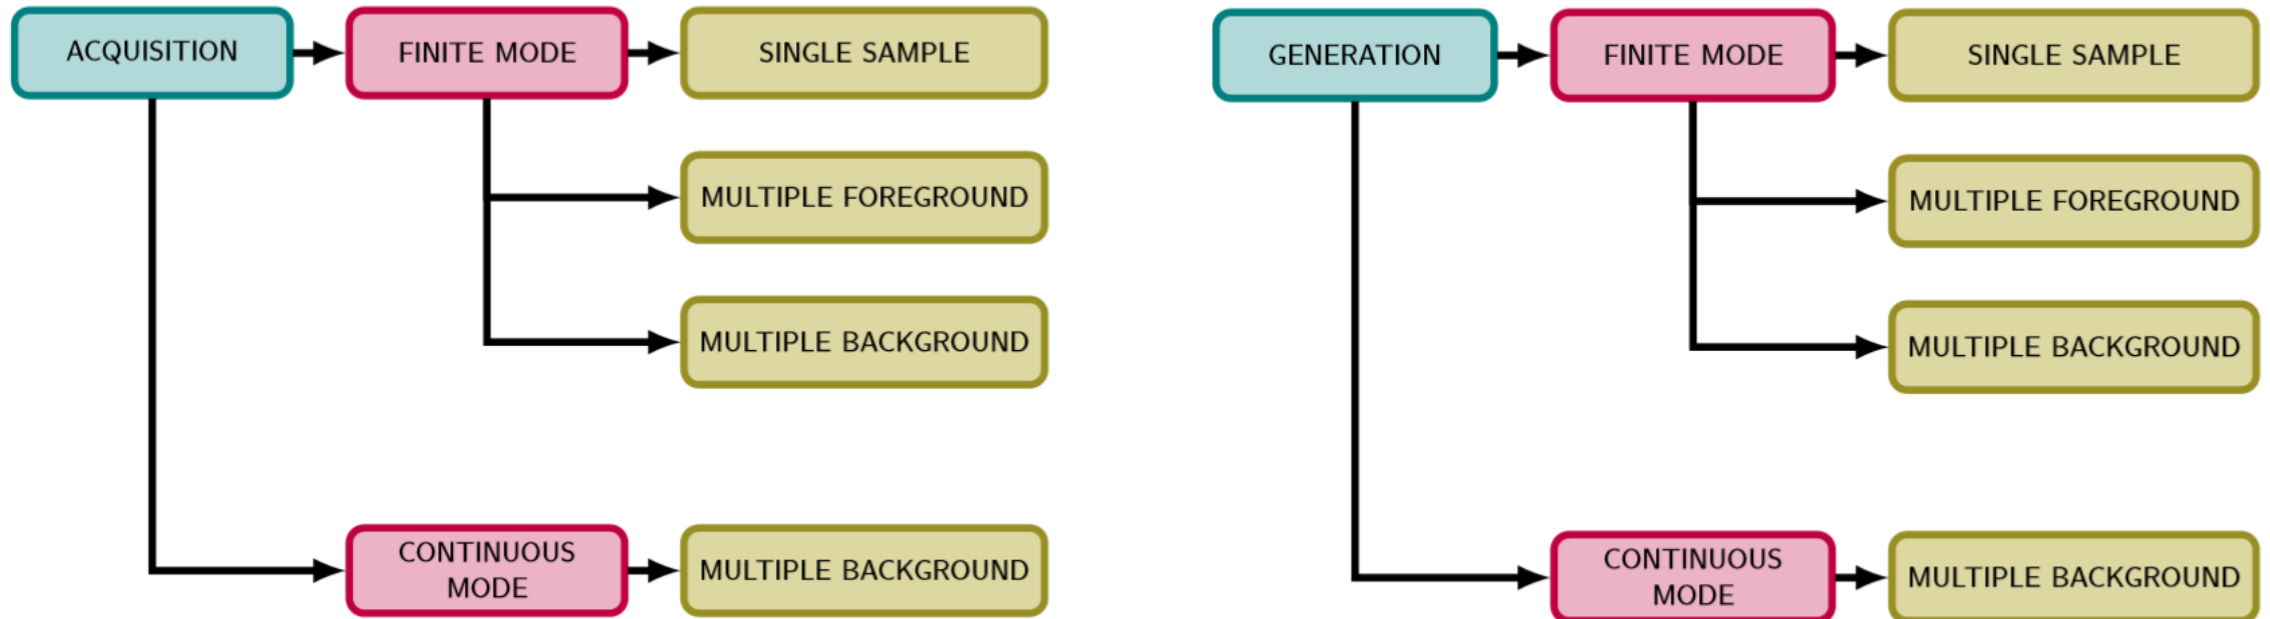 ACQUISITION
FINITE MODE
SINGLE SAMPLE
MULTIPLE FOREGROUND
MULTIPLE BACKGROUND
CONTINUOUS
MODE
MULTIPLE BACKGROUND
GENERATION
FINITE MODE
SINGLE SAMPLE
MULTIPLE FOREGROUND
MULTIPLE BACKGROUND
CONTINUOUS
MODE
MULTIPLE BACKGROUND